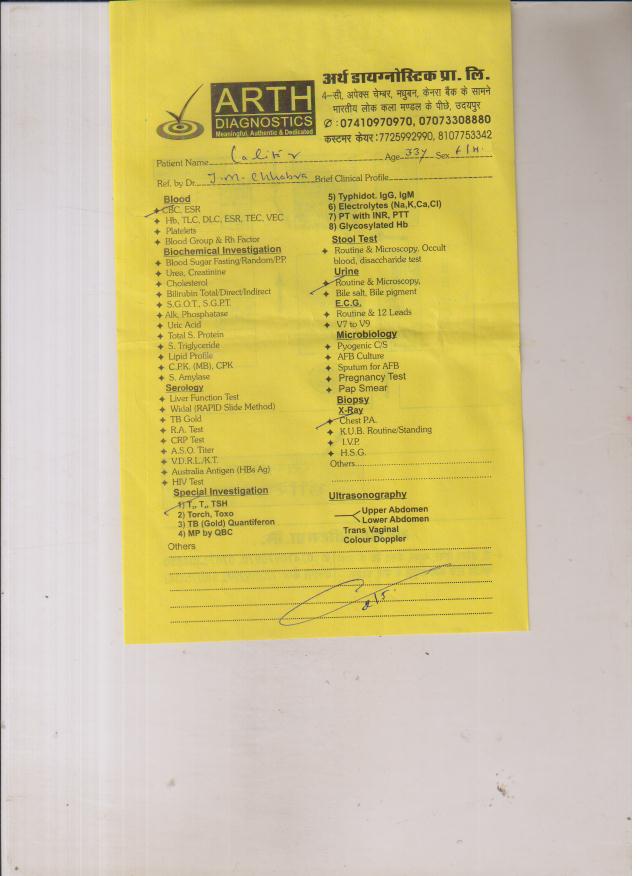 ARTH
DIAGNOSTICS
Meaningful, Authentic & Dedicated
अर्थ डायग्नोस्टिक प्रा. लि.
4-सी, अपेक्स चेम्बर, मधुबन, केनरा बैंक के सामने
भारतीय लोक कला मण्डल के पीछे, उदयपुर
✆ : 07410970970, 07073308880
कस्टमर केयर : 7725992990, 8107753342
Patient Name Age 33y Sex
Ref. by Dr. J.M. Chhabra Brief Clinical Profile
Blood
CBC, ESR
Hb, TLC, DLC, ESR, TEC, VEC
Platelets
Blood Group & Rh Factor
Biochemical Investigation
Blood Sugar Fasting/Random/P.P.
Urea, Creatinine
Cholesterol
Bilirubin Total/Direct/Indirect
S.G.O.T., S.G.P.T.
Alk. Phosphatase
Uric Acid
Total S. Protein
S. Triglyceride
Lipid Profile
C.P.K. (MB), CPK
S. Amylase
Serology
Liver Function Test
Widal (RAPID Slide Method)
TB Gold
R.A. Test
CRP Test
A.S.O. Titer
V.D.R.L./K.T.
Australia Antigen (HBs Ag)
HIV Test
Special Investigation
1) T₃, T₄, TSH
2) Torch, Toxo
3) TB (Gold) Quantiferon
4) MP by QBC
Others
5) Typhidot. IgG, IgM
6) Electrolytes (Na,K,Ca,Cl)
7) PT with INR, PTT
8) Glycosylated Hb
Stool Test
Routine & Microscopy. Occult
blood, disaccharide test
Urine
Routine & Microscopy,
Bile salt, Bile pigment
E.C.G.
Routine & 12 Leads
V7 to V9
Microbiology
Pyogenic C/S
AFB Culture
Sputum for AFB
Pregnancy Test
Pap Smear
Biopsy
X-Ray
Chest P.A.
K.U.B. Routine/Standing
I.V.P.
H.S.G.
Others
Ultrasonography
Upper Abdomen
Lower Abdomen
Trans Vaginal
Colour Doppler